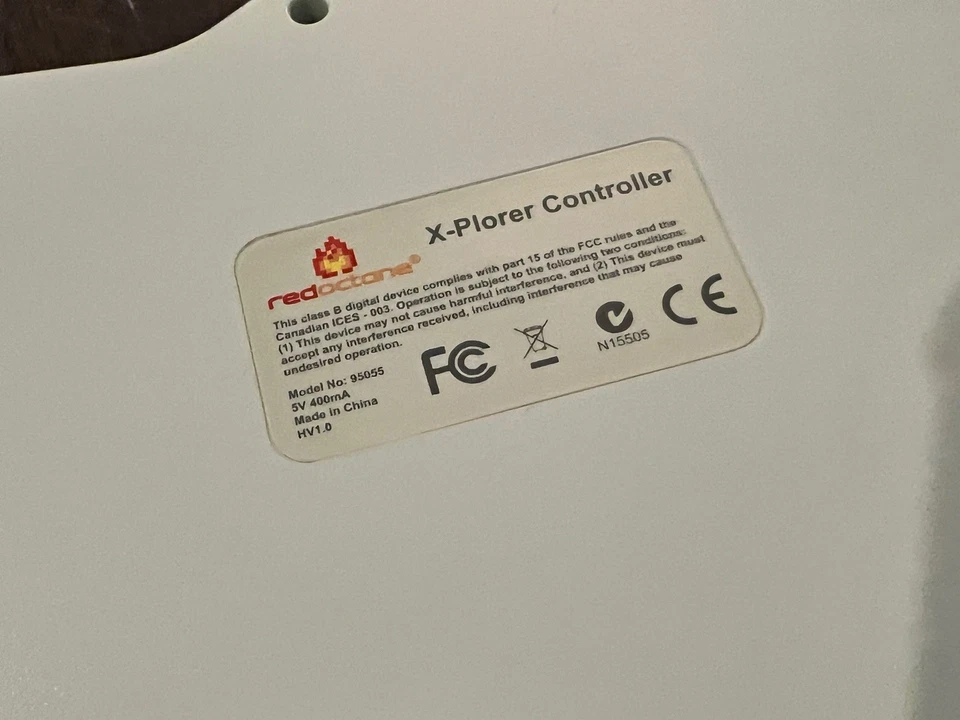 X-Plorer Controller
redoctane®
This class B digital device complies with part 15 of the FCC rules and the
Canadian ICES - 003. Operation is subject to the following two conditions:
(1) This device may not cause harmful interference, and (2) This device must
accept any interference received, including interference that may cause
undesired operation.
Model No: 95055
5V 400mA
Made in China
HV1.0
FC
N15505
CE